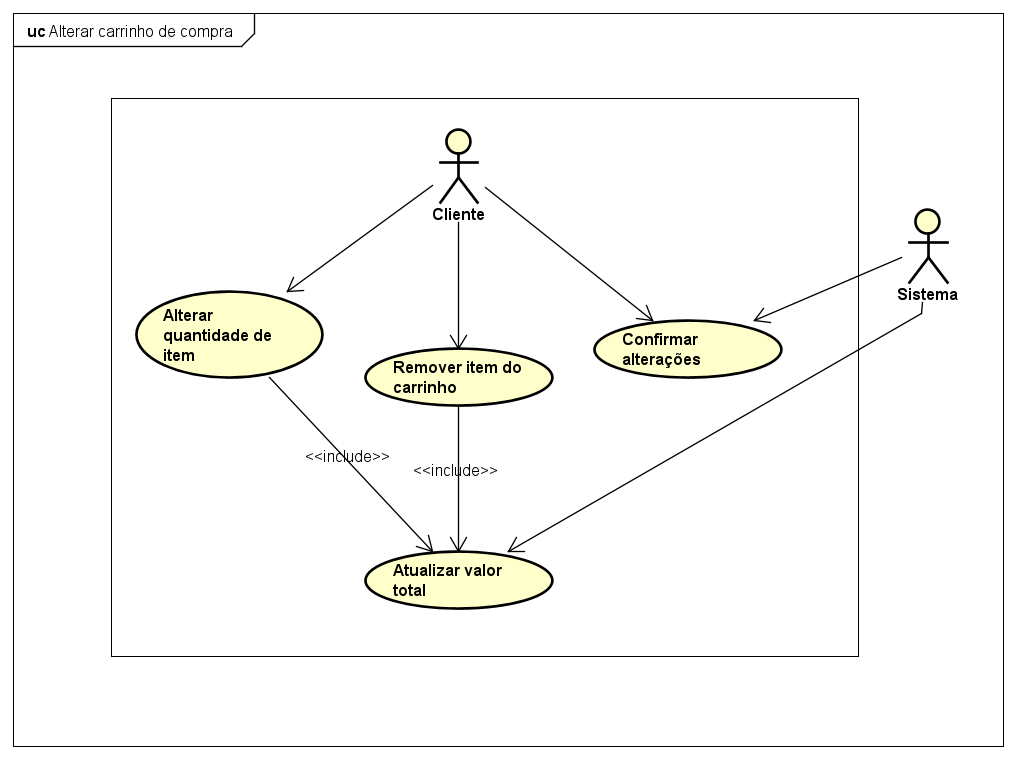 uc Alterar carrinho de compra
Cliente
Sistema
Alterar
quantidade de
item
Remover item do
carrinho
Confirmar
alterações
<<include>>
<<include>>
Atualizar valor
total